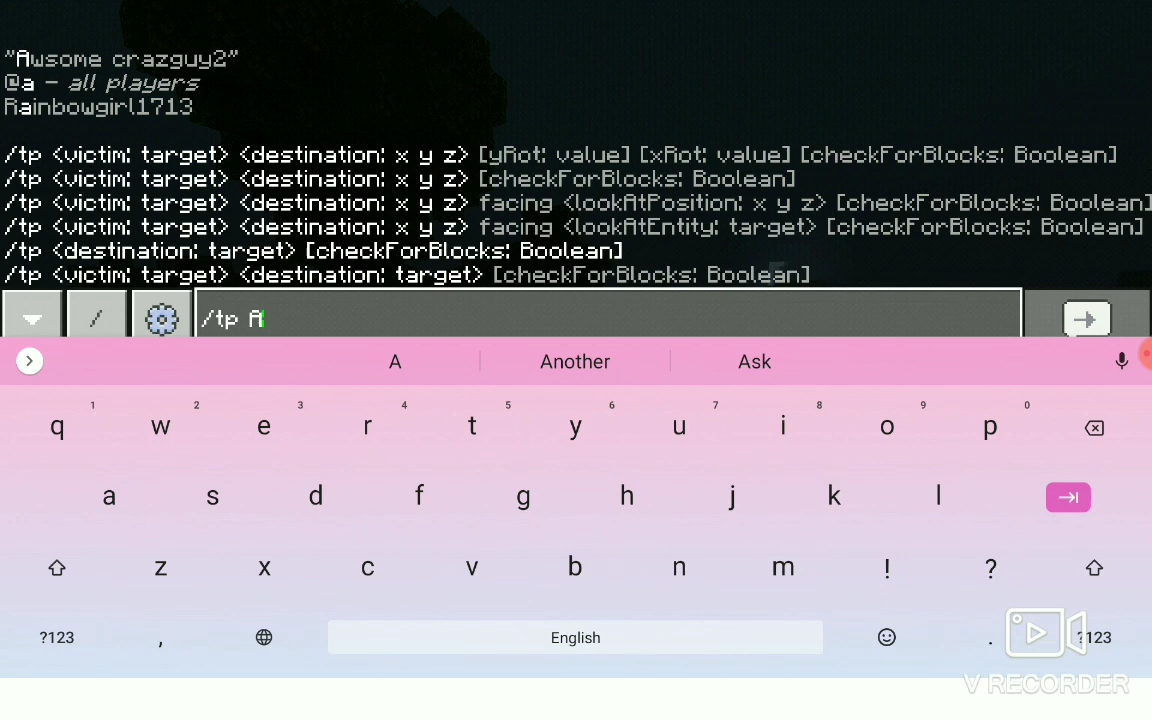 "Awsome crazguy2"
@a - all players
Rainbowgirl1713
/tp <victim: target> <destination: x y z> [yRot: value] [xRot: value] [checkForBlocks: Boolean]
/tp <victim: target> <destination: x y z> [checkForBlocks: Boolean]
/tp <victim: target> <destination: x y z> facing <lookAtPosition: x y z> [checkForBlocks: Boolean]
/tp <victim: target> <destination: x y z> facing <lookAtEntity: target> [checkForBlocks: Boolean]
/tp <destination: target> [checkForBlocks: Boolean]
/tp <victim: target> <destination: target> [checkForBlocks: Boolean]
/ /tp A
A Another Ask
1 2 3 4 5 6 7 8 9 0
q w e r t y u i o p
a s d f g h j k l
z x c v b n m ! ?
?123 , English . ?123
V RECORDER